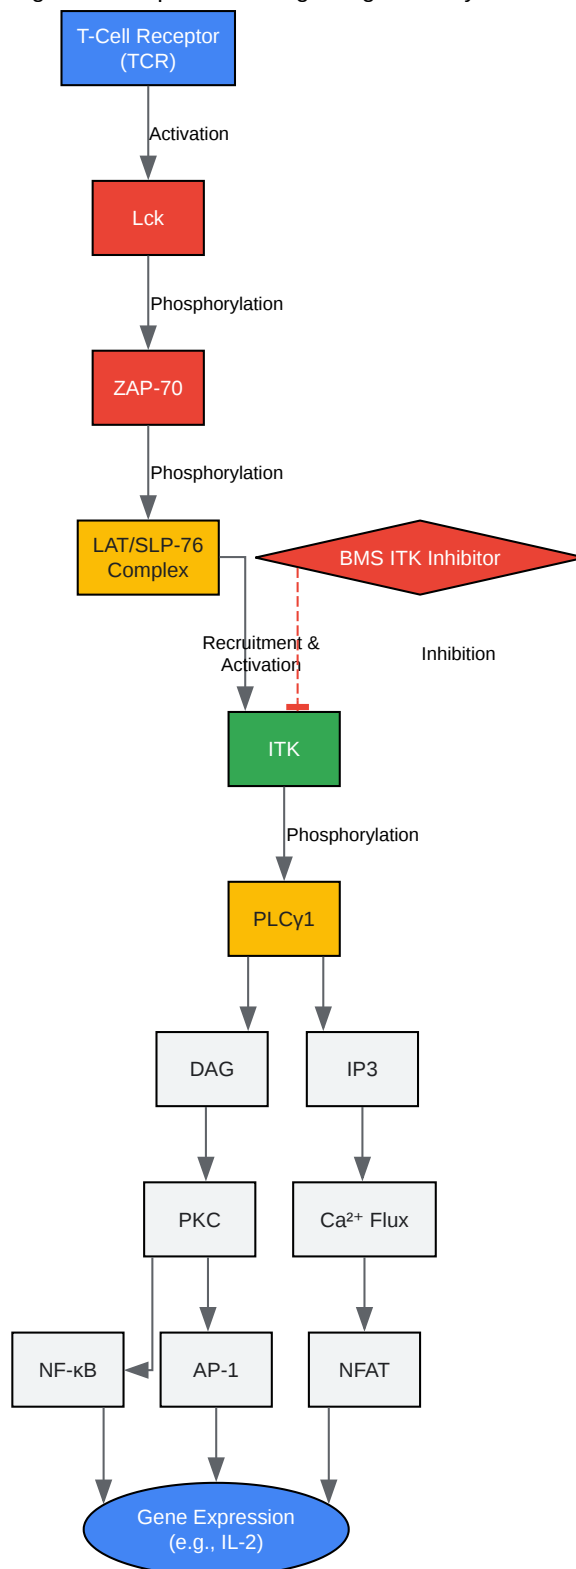 T-Cell Receptor
(TCR)
Activation
Lck
Phosphorylation
ZAP-70
Phosphorylation
LAT/SLP-76
Complex
BMS ITK Inhibitor
Recruitment &
Activation
Inhibition
ITK
Phosphorylation
PLCγ1
DAG
IP3
PKC
Ca²⁺ Flux
NF-κB
AP-1
NFAT
Gene Expression
(e.g., IL-2)